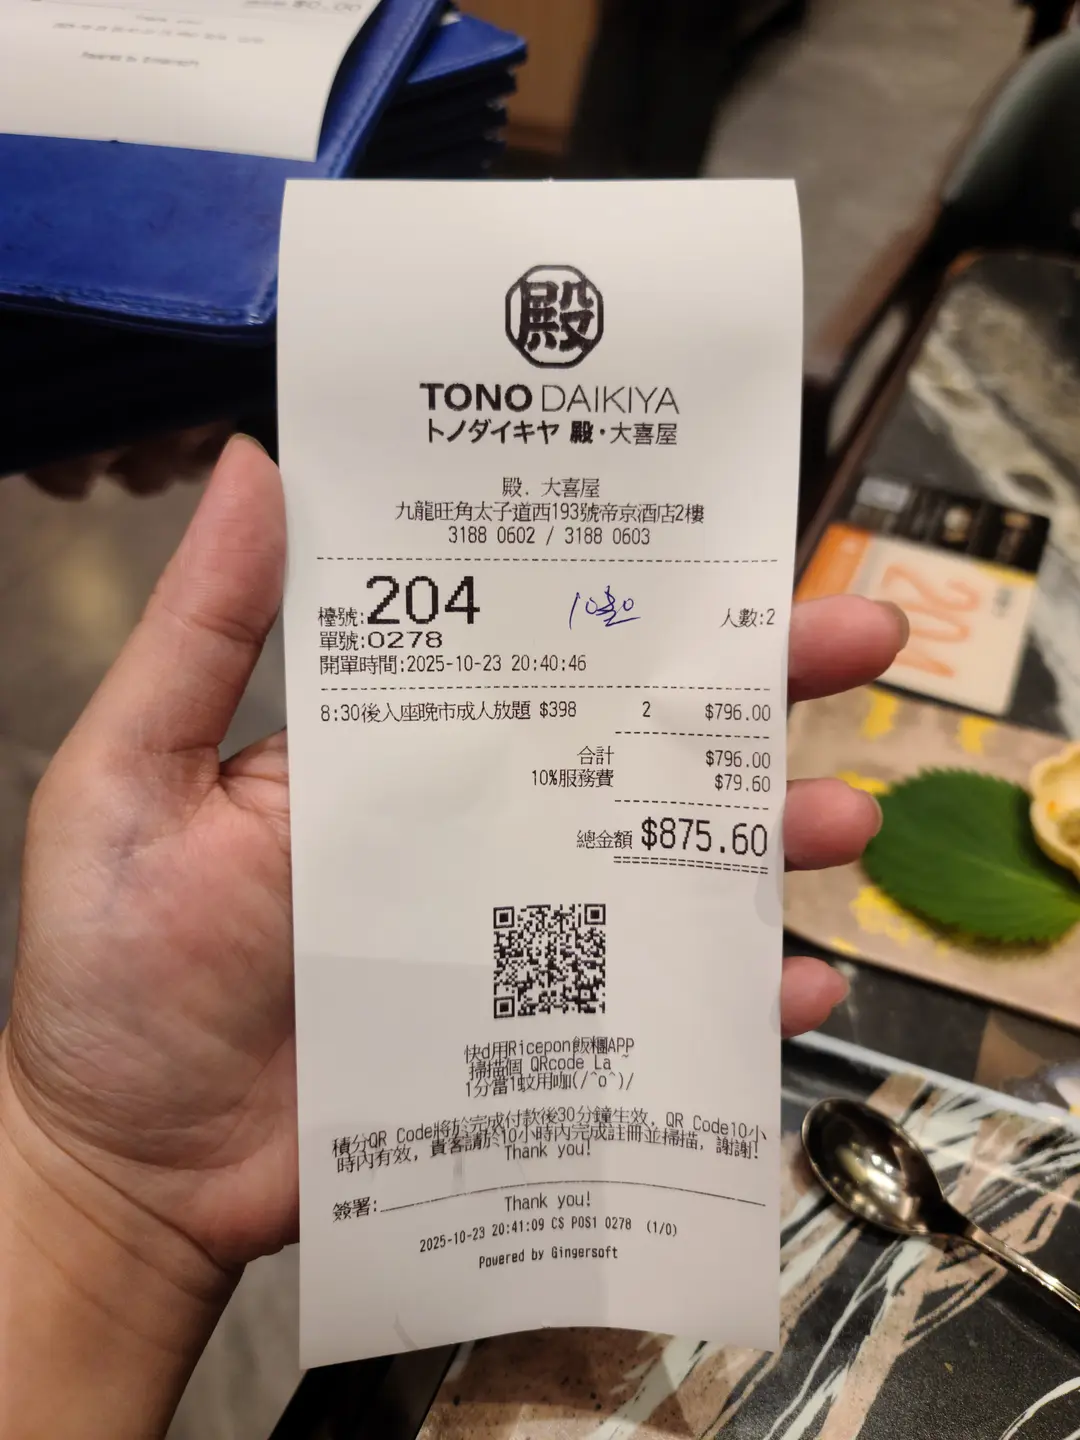 $0.00
Powered by Gingersoft
殿
TONO DAIKIYA
トノダイキヤ 殿・大喜屋
殿. 大喜屋
九龍旺角太子道西193號帝京酒店2樓
3188 0602 / 3188 0603
檯號:204 人數:2
單號:0278
開單時間:2025-10-23 20:40:46
8:30後入座晚市成人放題 $398 2 $796.00
合計 $796.00
10%服務費 $79.60
總金額 $875.60
快d用Ricepon飯糰APP
掃描個 QRcode La ~
1分當1蚊用咖(/^o^)/
積分QR Code將於完成付款後30分鐘生效, QR Code10小
時內有效, 貴客請於10小時內完成註冊並掃描, 謝謝!
Thank you!
簽署:
Thank you!
2025-10-23 20:41:09 C$ POS1 0278 (1/0)
Powered by Gingersoft
204